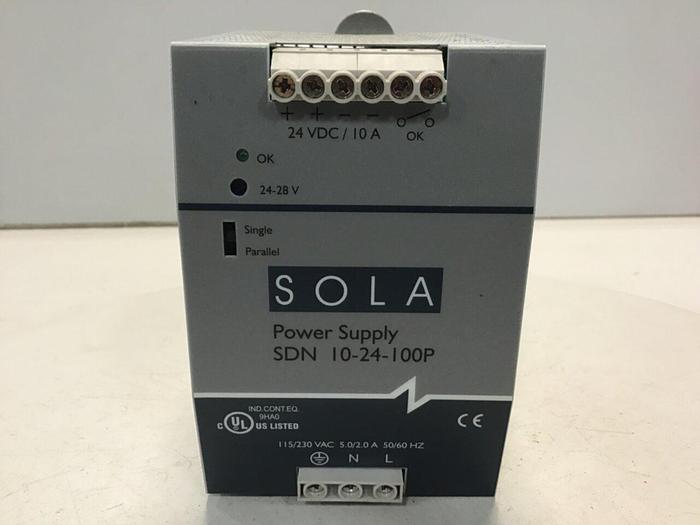 + + - -
24 VDC / 10 A
OK
OK
24-28 V
Single
Parallel
SOLA
Power Supply
SDN 10-24-100P
IND.CONT.EQ.
9HA0
C UL US LISTED
CE
115/230 VAC 5.0/2.0 A 50/60 HZ
N L